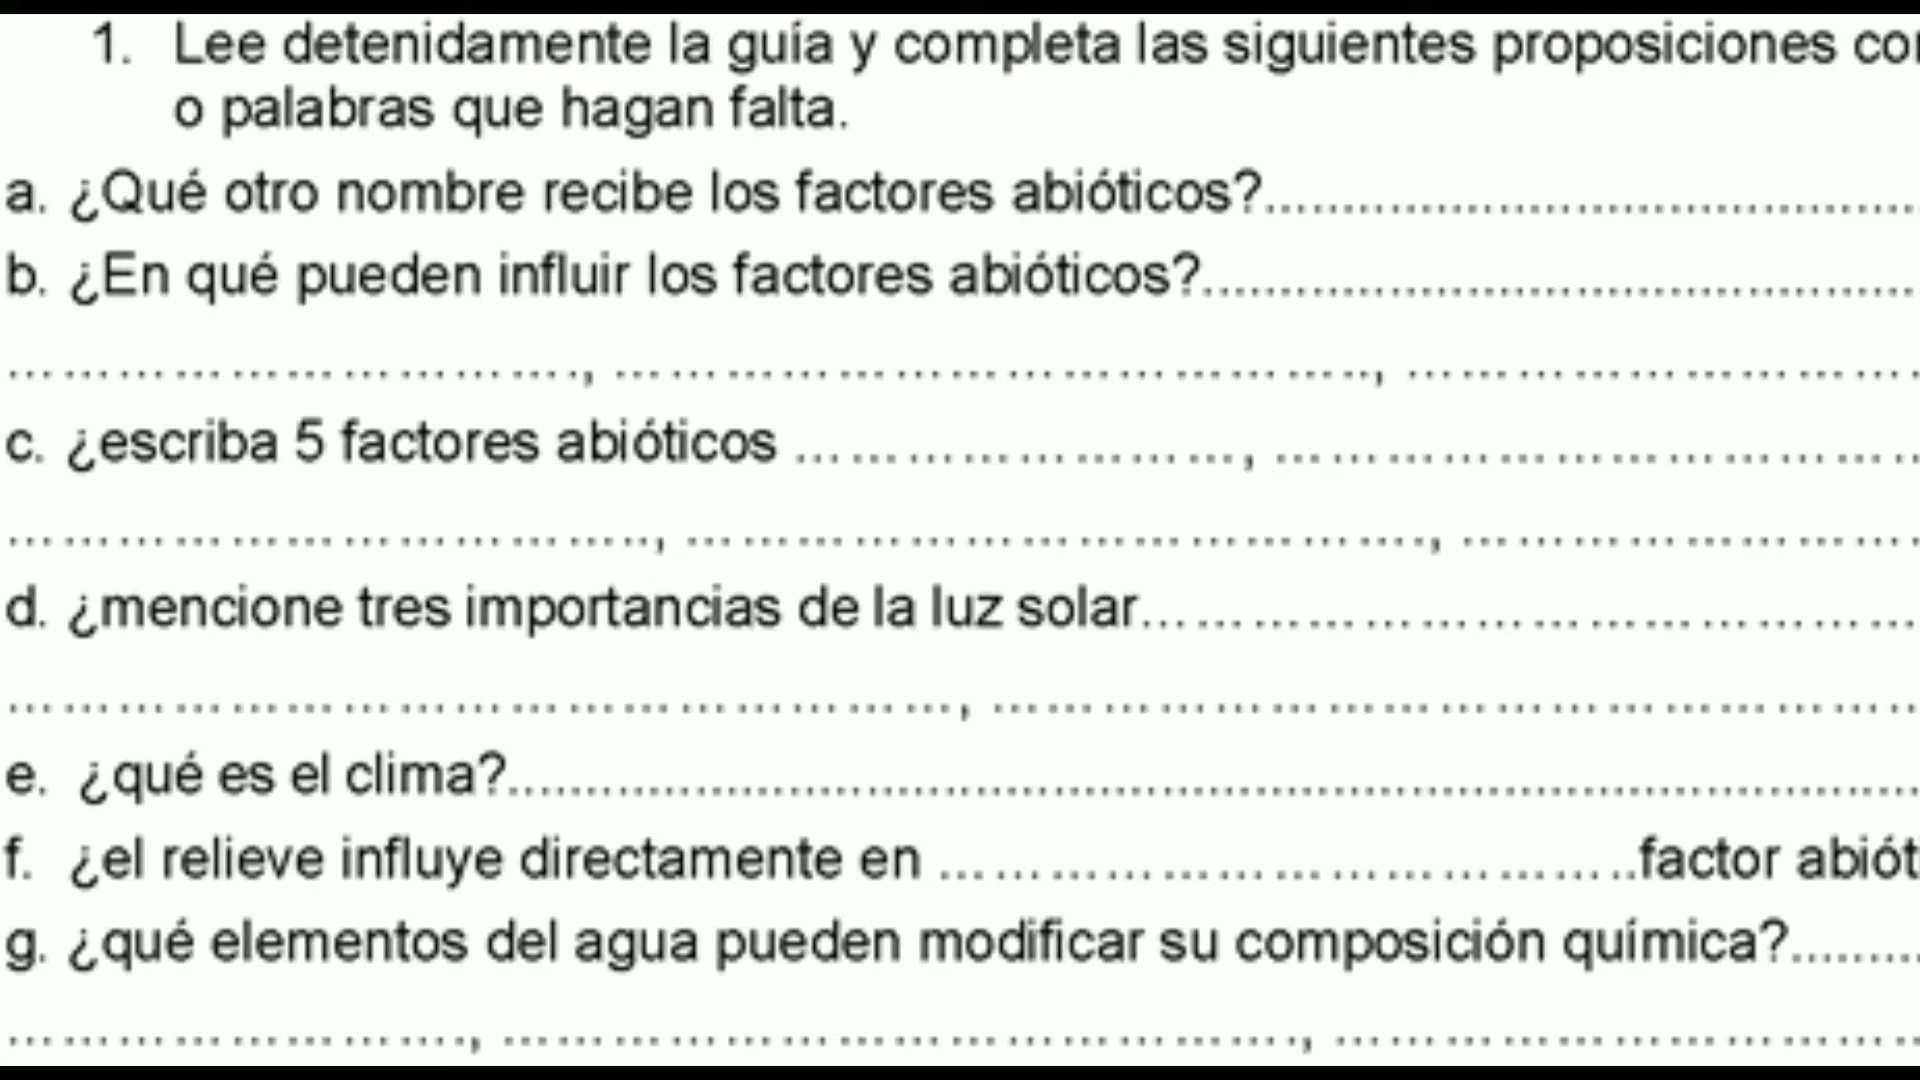 1. Lee detenidamente la guía y completa las siguientes proposiciones
o palabras que hagan falta.
a. ¿Qué otro nombre recibe los factores abióticos?................................................
b. ¿En qué pueden influir los factores abióticos?................................................
……………………………., ………………………………………., ……………………………
c. ¿escriba 5 factores abióticos ………………………, …………………………………
…………………………………., ………………………………………, ………………………
d. ¿mencione tres importancias de la luz solar……………………………………………
…………………………………………………, ………………………………………………
e. ¿qué es el clima?................................................................................
f. ¿el relieve influye directamente en ……………………………………..factor
g. ¿qué elementos del agua pueden modificar su composición química?.........
………………………., …………………………………………, ……………………………